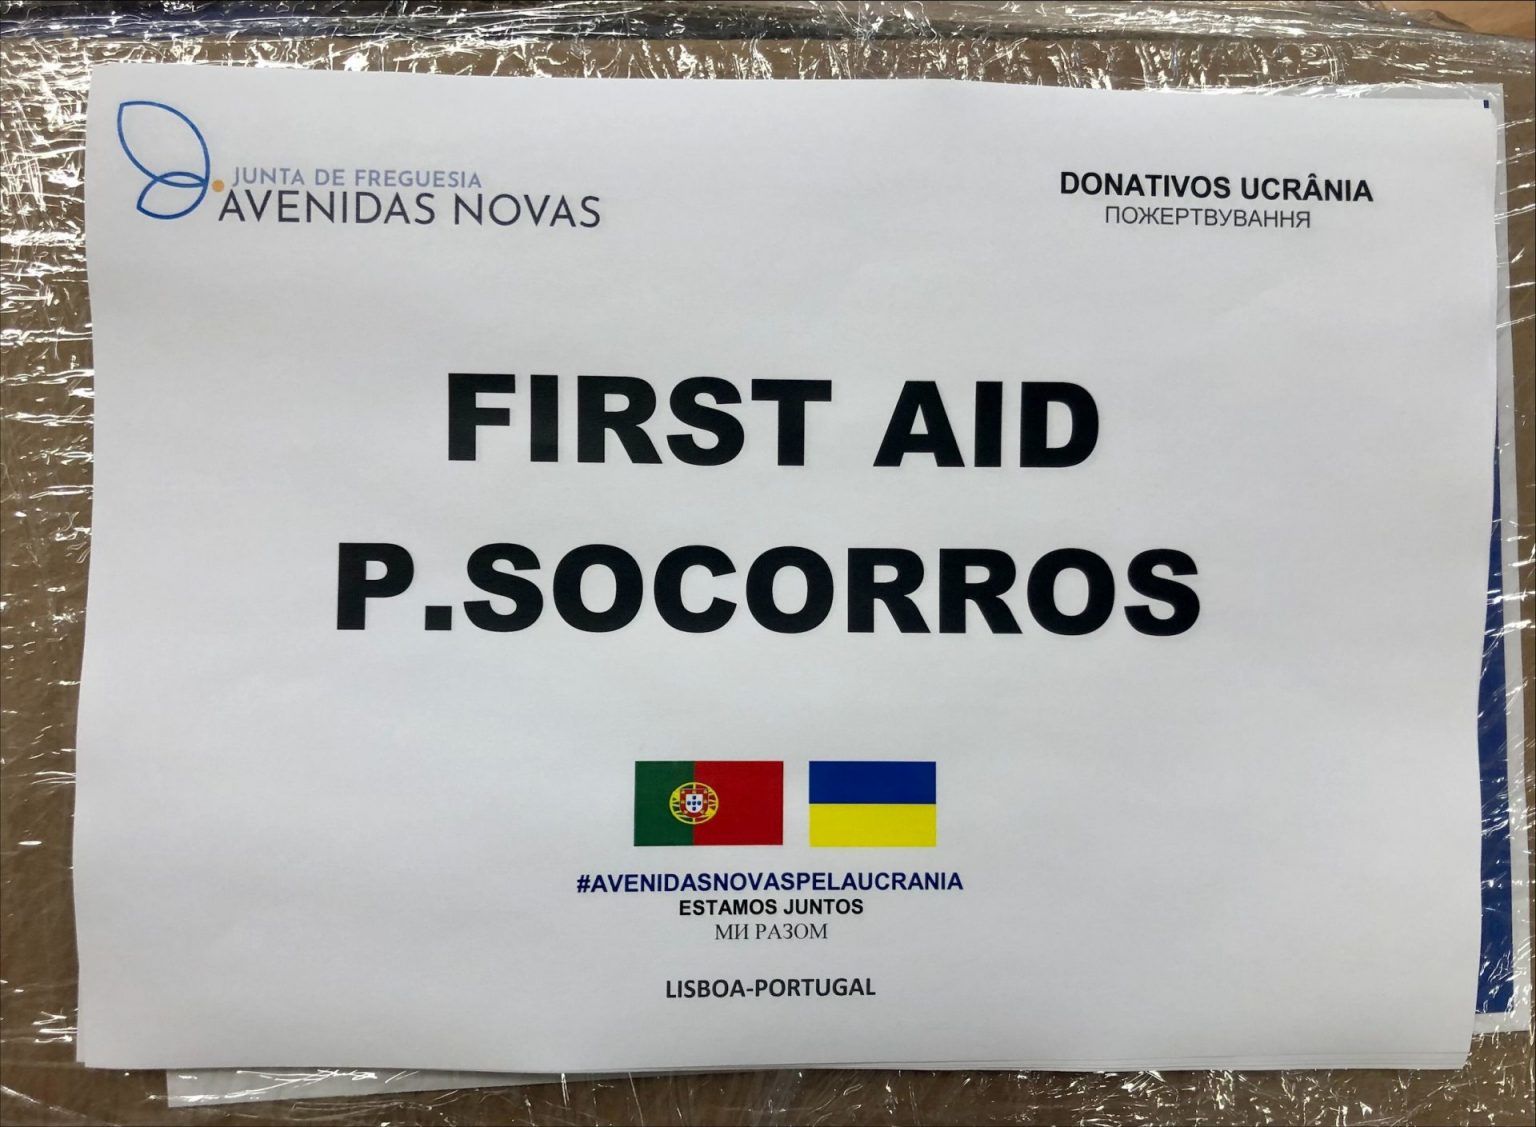 JUNTA DE FREGUESIA
AVENIDAS NOVAS
DONATIVOS UCRÂNIA
ПОЖЕРТВУВАННЯ
FIRST AID
P.SOCORROS
#AVENIDASNOVASPELAUCRANIA
ESTAMOS JUNTOS
МИ РАЗОМ
LISBOA-PORTUGAL